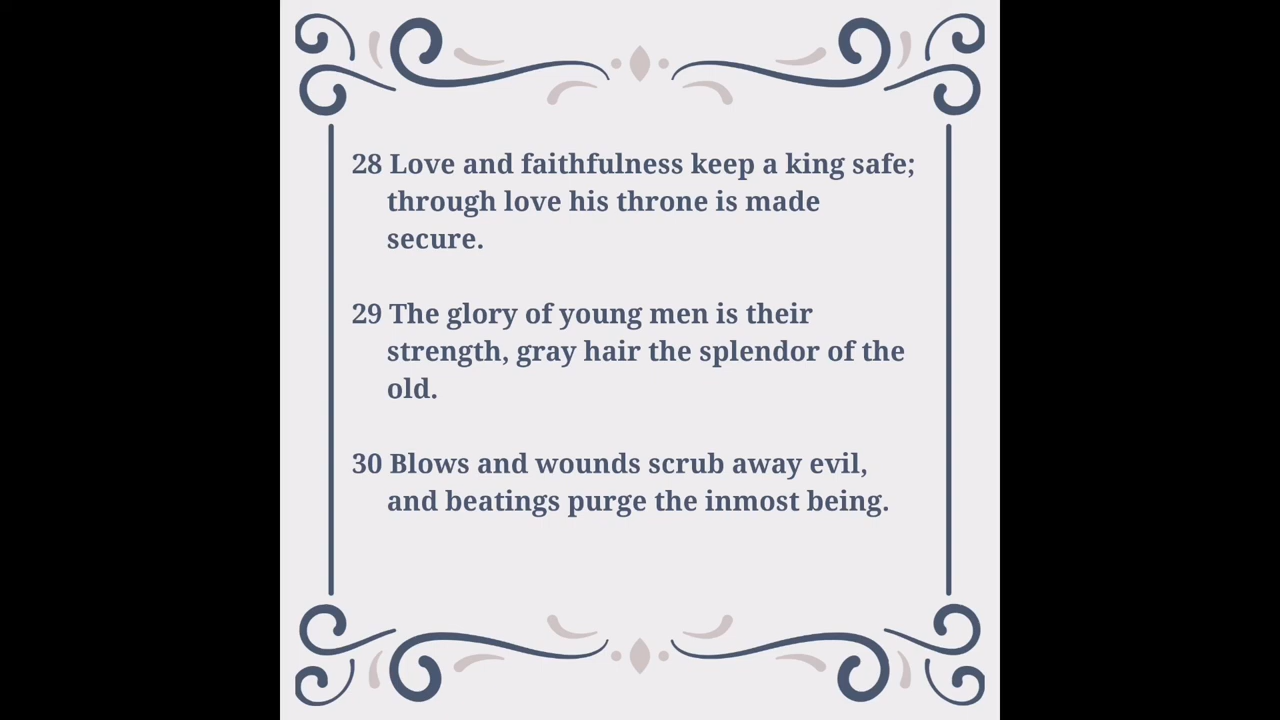 28 Love and faithfulness keep a king safe;
through love his throne is made
secure.
29 The glory of young men is their
strength, gray hair the splendor of the
old.
30 Blows and wounds scrub away evil,
and beatings purge the inmost being.